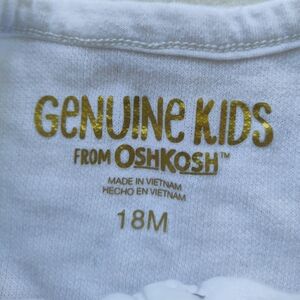 GENUINE KIDS
FROM OSHKOSH™
MADE IN VIETNAM
HECHO EN VIETNAM
18M